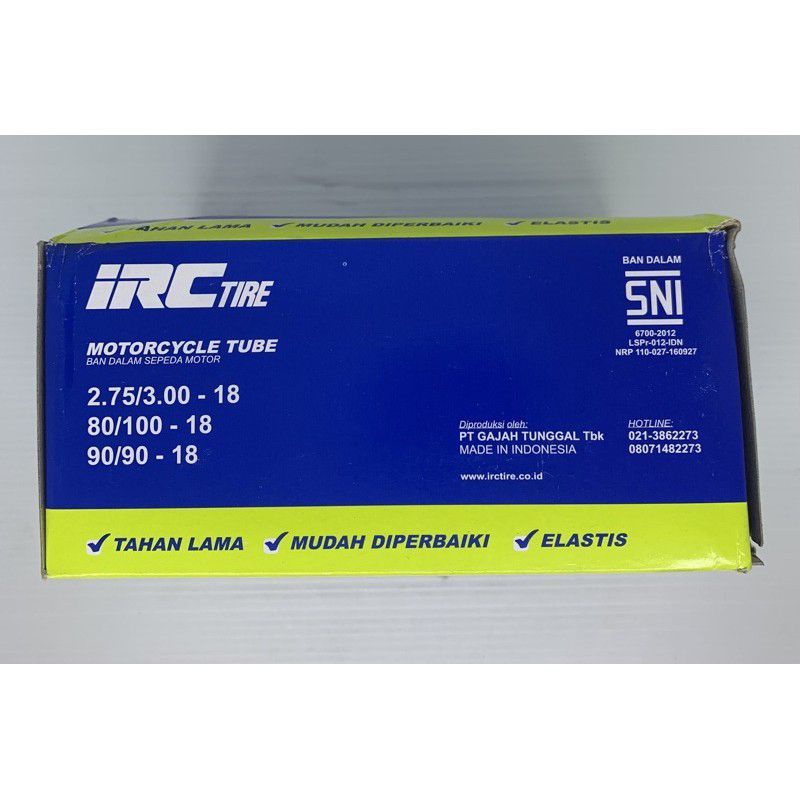 AHAN LAMA MUDAH DIPERBAIKI ELASTIS
IRC TIRE
MOTORCYCLE TUBE
BAN DALAM SEPEDA MOTOR
2.75/3.00 - 18
80/100 - 18
90/90 - 18
BAN DALAM
SNI
6700-2012
LSPr-012-IDN
NRP 110-027-160927
Diproduksi oleh:
PT GAJAH TUNGGAL Tbk
MADE IN INDONESIA
www.irctire.co.id
HOTLINE:
021-3862273
08071482273
TAHAN LAMA MUDAH DIPERBAIKI ELASTIS